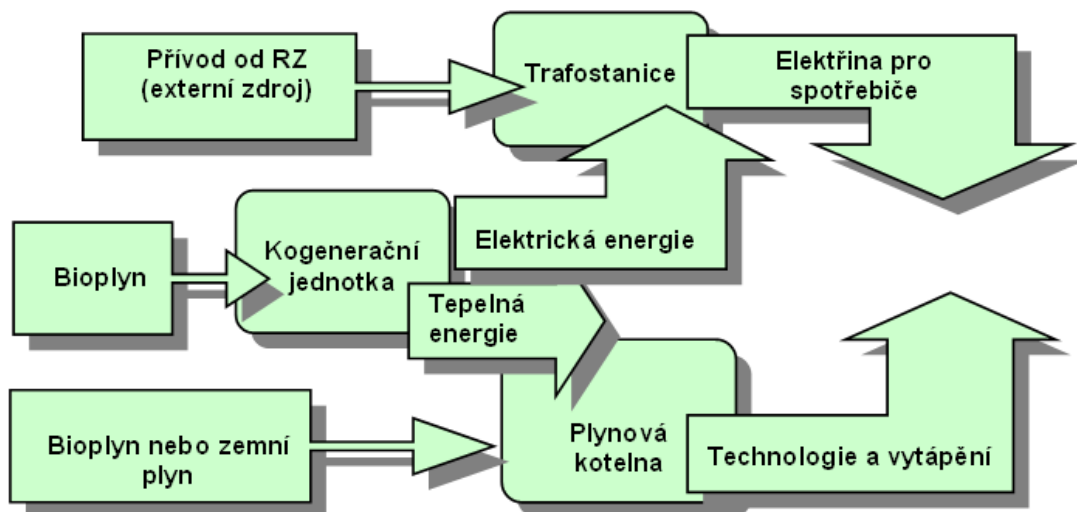 Přívod od RZ
(externí zdroj)
Trafostanice
Elektřina pro
spotřebiče
Bioplyn
Kogenerační
jednotka
Elektrická energie
Tepelná
energie
Bioplyn nebo zemní
plyn
Plynová
kotelna
Technologie a vytápění